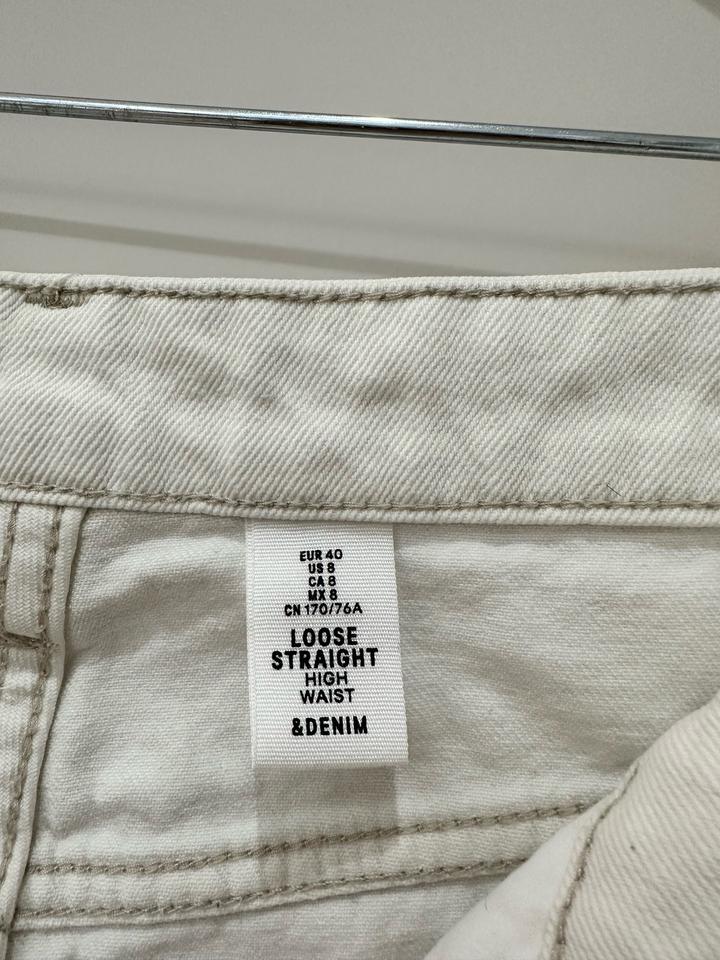 EUR 40
US 8
CA 8
MX 8
CN 170/76A
LOOSE
STRAIGHT
HIGH
WAIST
&DENIM